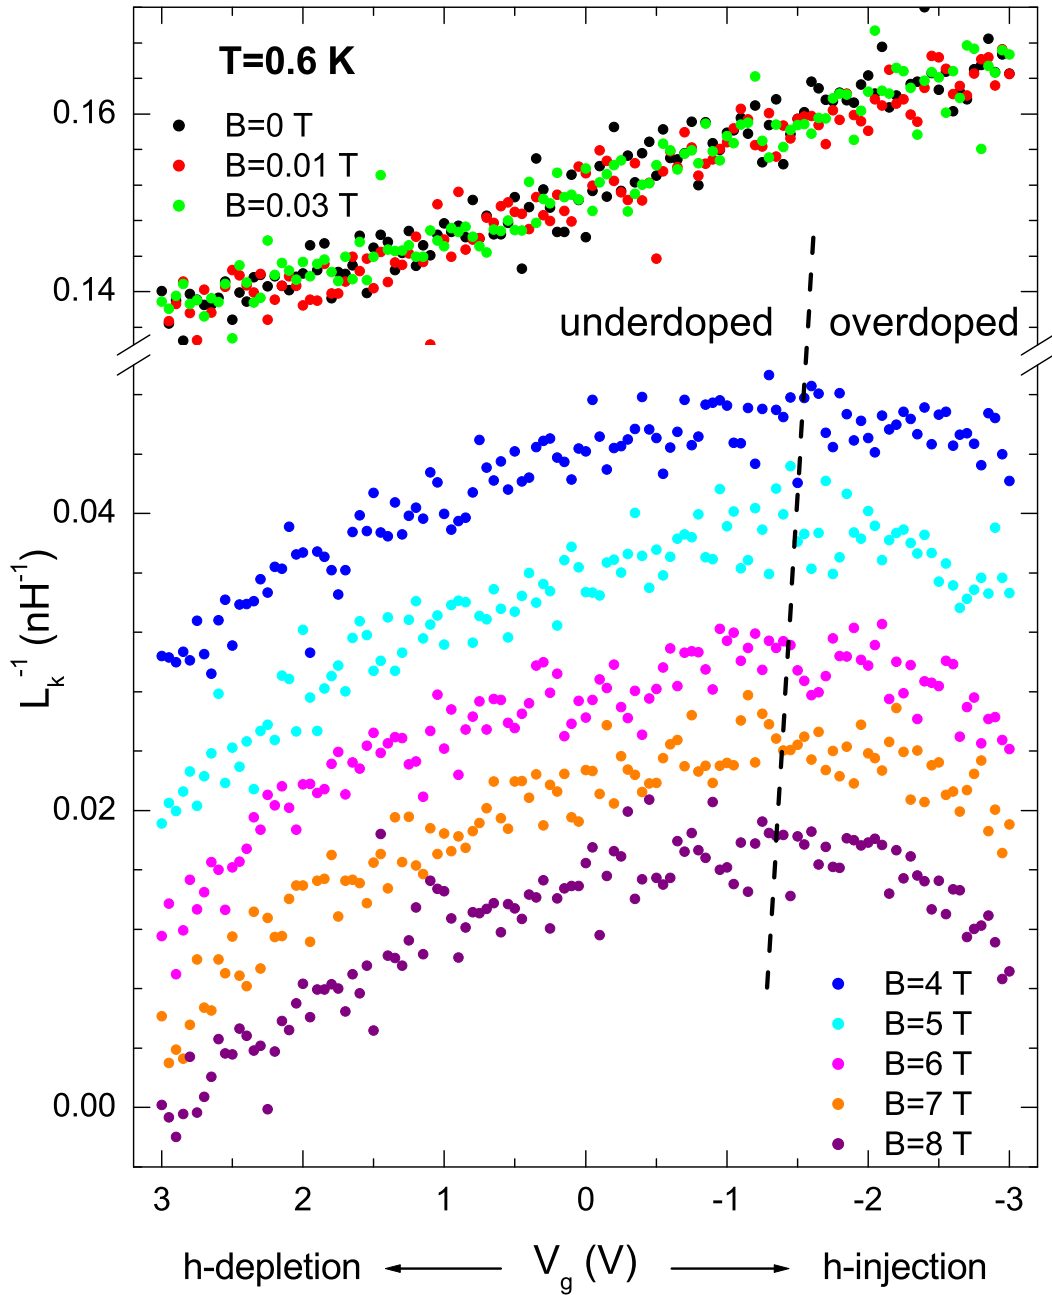 T=0.6 K
B=0 T
B=0.01 T
B=0.03 T
0.16
0.14
underdoped overdoped
0.04
0.02
0.00
L_k^-1 (nH^-1)
B=4 T
B=5 T
B=6 T
B=7 T
B=8 T
3 2 1 0 -1 -2 -3
h-depletion V_g (V) h-injection